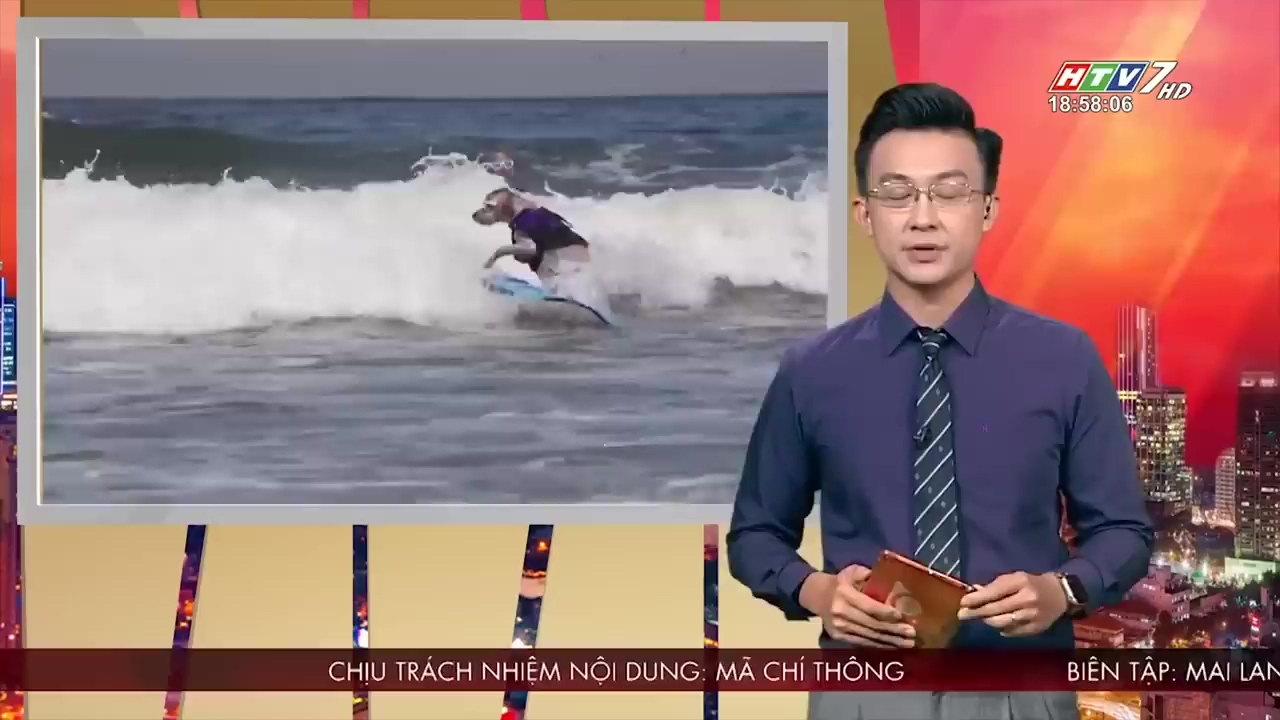 HTV7 HD
18:58:06
CHỊU TRÁCH NHIỆM NỘI DUNG: MÃ CHÍ THÔNG
BIÊN TẬP: MAI LAN